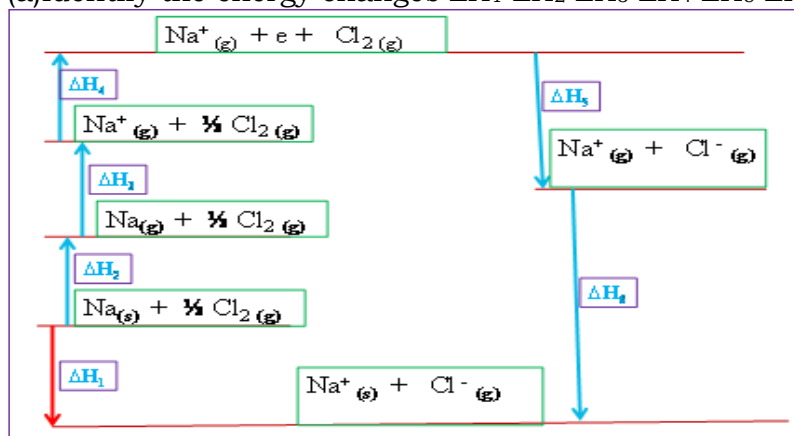 Na⁺ (g) + e + Cl₂ (g)
ΔH₄
ΔH₅
Na⁺ (g) + ½ Cl₂ (g)
Na⁺ (g) + Cl⁻ (g)
ΔH₃
Na(g) + ½ Cl₂ (g)
ΔH₂
ΔH₆
Na(s) + ½ Cl₂ (g)
ΔH₁
Na⁺ (s) + Cl⁻ (g)